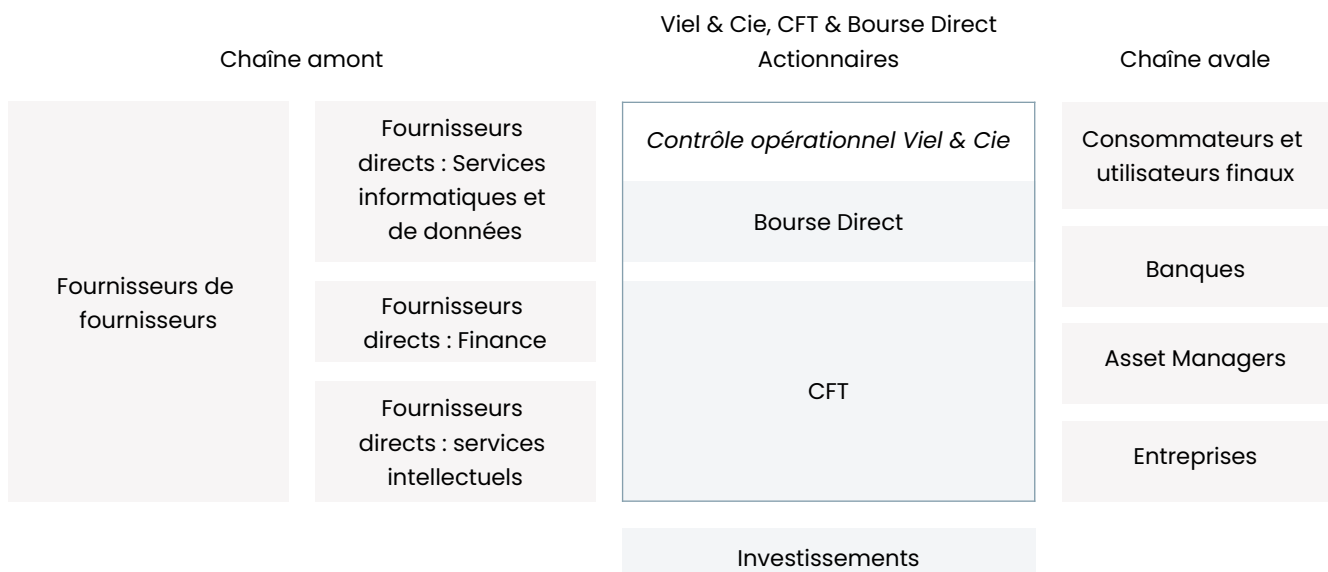 Chaîne amont
Viel & Cie, CFT & Bourse Direct
Actionnaires
Chaîne avale
Fournisseurs de
fournisseurs
Fournisseurs
directs : Services
informatiques et
de données
Fournisseurs
directs : Finance
Fournisseurs
directs : services
intellectuels
Contrôle opérationnel Viel & Cie
Bourse Direct
CFT
Investissements
Consommateurs et
utilisateurs finaux
Banques
Asset Managers
Entreprises